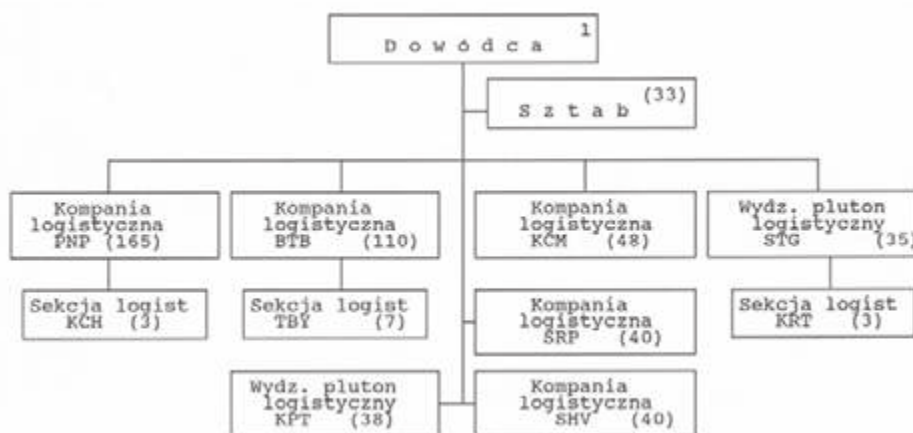 1
D o w ó d c a
(33)
S z t a b
Kompania
logistyczna
PNP (165)
Kompania
logistyczna
BTB (110)
Kompania
logistyczna
KCM (48)
Wydz. pluton
logistyczny
STG (35)
Sekcja logist
KCH (3)
Sekcja logist
TBY (7)
Kompania
logistyczna
SRP (40)
Sekcja logist
KRT (3)
Wydz. pluton
logistyczny
KPT (38)
Kompania
logistyczna
SHV (40)